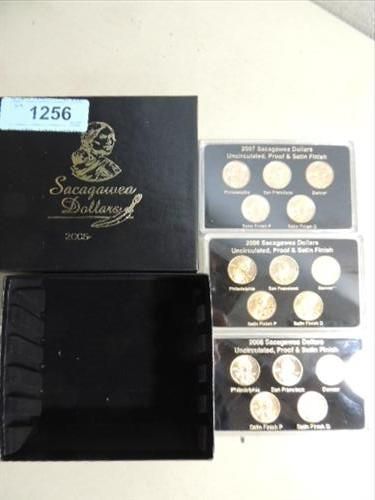 1256
Sacagawea
Dollars
2005-
2007 Sacagawea Dollars
Uncirculated, Proof & Satin Finish
Philadelphia San Francisco Denver
Satin Finish P Satin Finish D
2006 Sacagawea Dollars
Uncirculated, Proof & Satin Finish
Philadelphia San Francisco Denver
Satin Finish P Satin Finish D
2008 Sacagawea Dollars
Uncirculated, Proof & Satin Finish
Philadelphia San Francisco Denver
Satin Finish P Satin Finish D